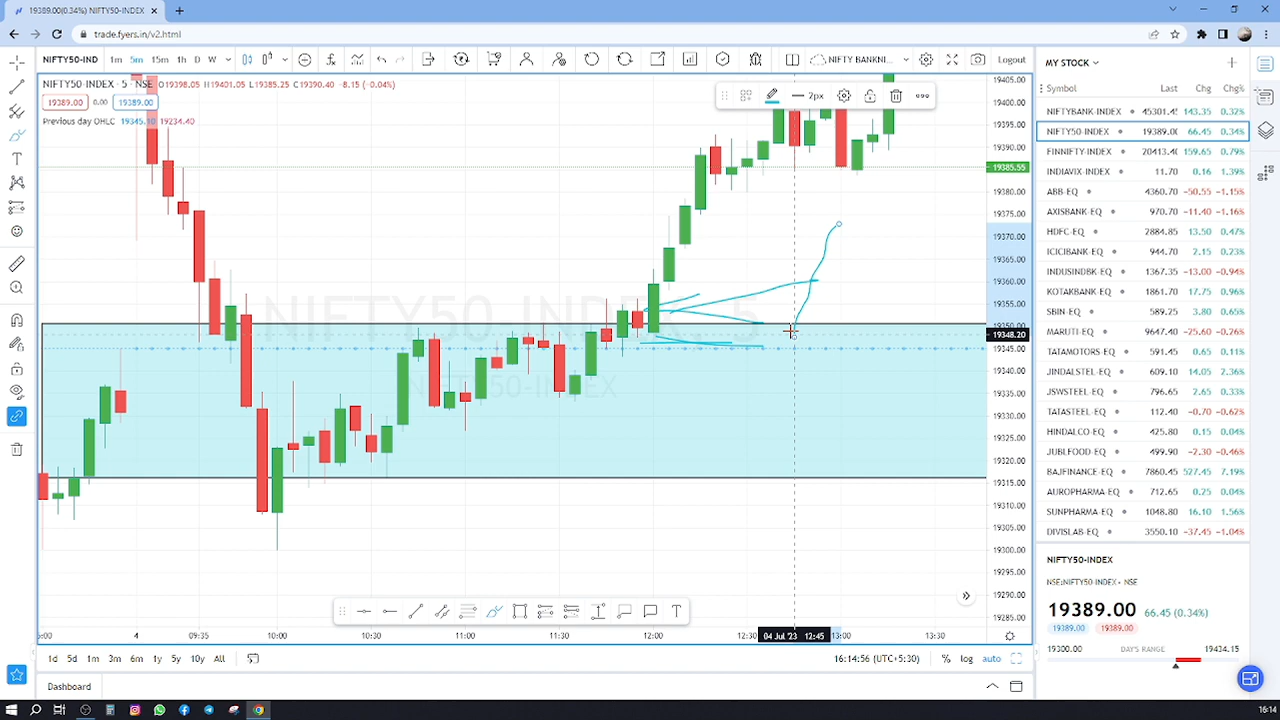 19389.00(0.34%) NIFTY50-INDEX
trade.fyers.in/v2.html
NIFTY50-IND 1m 5m 15m 1h D W NIFTY BANKNI... Logout
NIFTY50-INDEX · 5 · NSE O19398.05 H19401.05 L19385.25 C19390.40 -8.15 (-0.04%)
19389.00 0.00 19389.00
Previous day OHLC 19345.10 19234.40
2px
NIFTY50-INDEX, 5
NIFTY50-INDEX
19405.00
19400.00
19395.00
19390.00
19385.55
19380.00
19375.00
19370.00
19365.00
19360.00
19355.00
19350.00
19348.20
19345.00
19340.00
19335.00
19330.00
19325.00
19320.00
19315.00
19310.00
19305.00
19300.00
19295.00
19290.00
19285.00
4 09:35 10:00 10:30 11:00 11:30 12:00 12:30 04 Jul '23 12:45 13:00 13:30
1d 5d 1m 3m 6m 1y 5y 10y All 16:14:56 (UTC+5:30) % log auto
Dashboard
MY STOCK
Symbol Last Chg Chg%
NIFTYBANK-INDEX 45301.45 143.35 0.32%
NIFTY50-INDEX 19389.00 66.45 0.34%
FINNIFTY-INDEX 20413.40 159.65 0.79%
INDIAVIX-INDEX 11.70 0.16 1.39%
ABB-EQ 4360.70 -50.55 -1.15%
AXISBANK-EQ 970.70 -11.40 -1.16%
HDFC-EQ 2884.85 13.50 0.47%
ICICIBANK-EQ 944.70 2.15 0.23%
INDUSINDBK-EQ 1367.35 -13.00 -0.94%
KOTAKBANK-EQ 1861.70 17.75 0.96%
SBIN-EQ 589.25 3.80 0.65%
MARUTI-EQ 9647.40 -25.60 -0.76%
TATAMOTORS-EQ 591.45 0.65 0.11%
JINDALSTEL-EQ 609.10 14.05 2.36%
JSWSTEEL-EQ 796.65 2.65 0.33%
TATASTEEL-EQ 112.40 -0.70 -0.62%
HINDALCO-EQ 425.80 0.15 0.04%
JUBLFOOD-EQ 499.90 -2.30 -0.46%
BAJFINANCE-EQ 7860.45 527.45 7.19%
AUROPHARMA-EQ 712.65 0.25 0.04%
SUNPHARMA-EQ 1048.80 16.10 1.56%
DIVISLAB-EQ 3550.10 -37.45 -1.04%
NIFTY50-INDEX
NSE:NIFTY50-INDEX - NSE
19389.00 66.45 (0.34%)
19389.00 19389.00
19300.00 DAY'S RANGE 19434.15
16:14